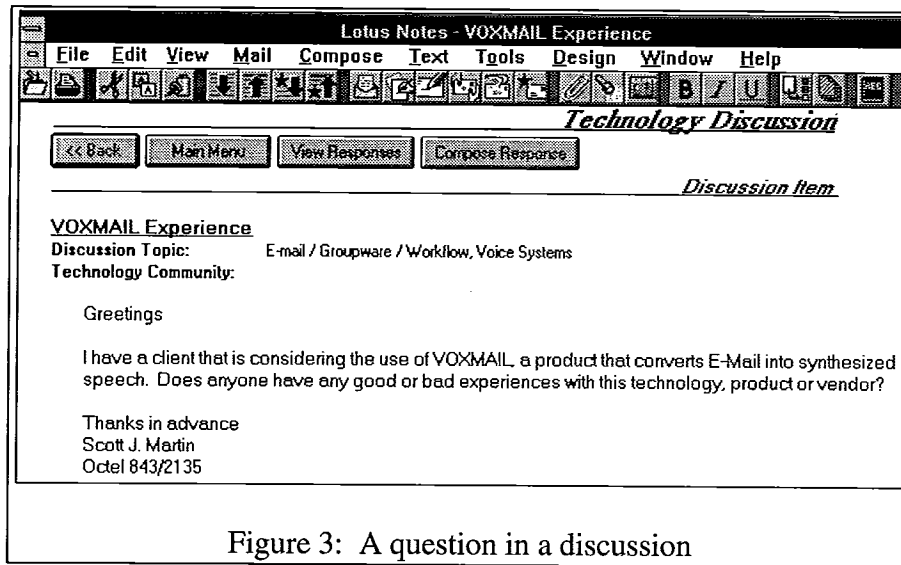 Lotus Notes - VOXMAIL Experience
File Edit View Mail Compose Text Tools Design Window Help
B I U
Technology Discussion
<< Back Main Menu View Responses Compose Response
Discussion Item
VOXMAIL Experience
Discussion Topic: E-mail / Groupware / Workflow, Voice Systems
Technology Community:
Greetings
I have a client that is considering the use of VOXMAIL, a product that converts E-Mail into synthesized
speech. Does anyone have any good or bad experiences with this technology, product or vendor?
Thanks in advance
Scott J. Martin
Octel 843/2135
Figure 3: A question in a discussion